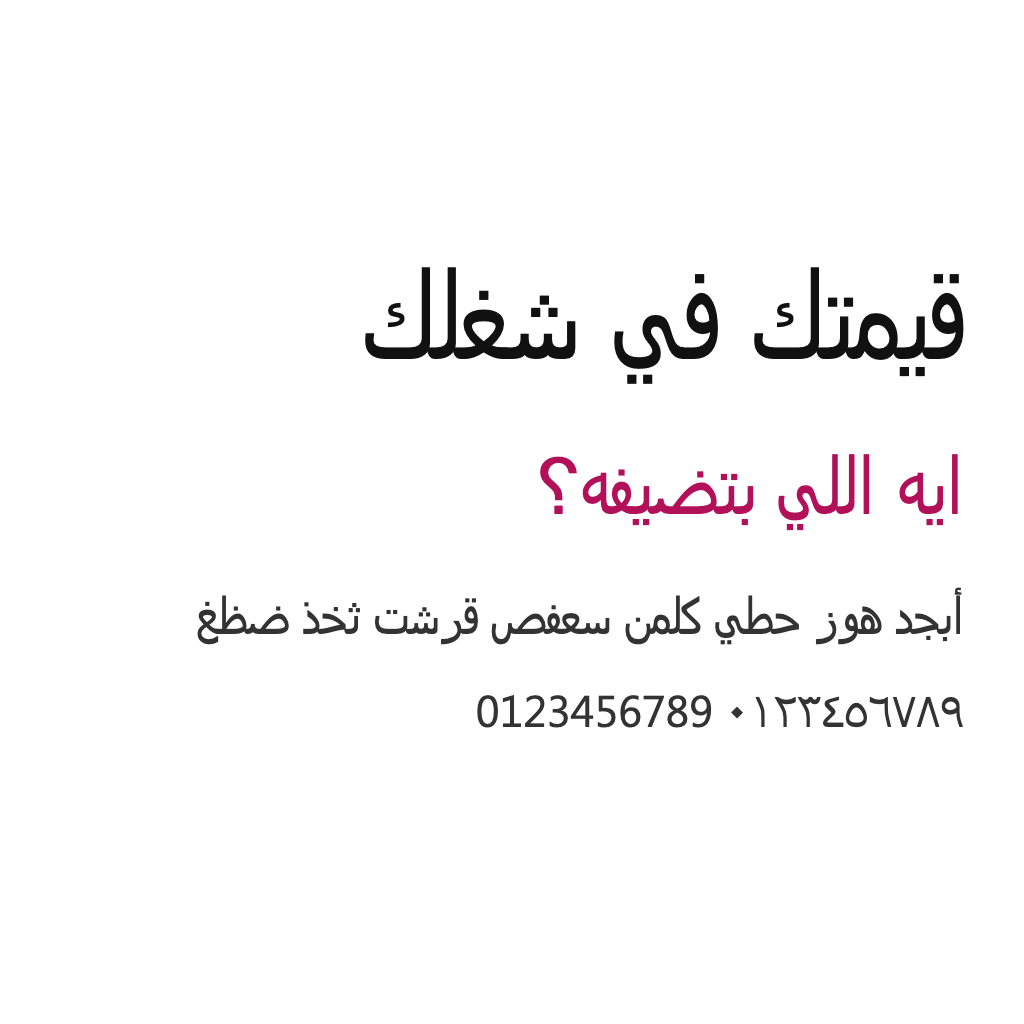 قيمتك في شغلك
ايه اللي بتضيفه؟
أبجد هوز حطي كلمن سعفص قرشت ثخذ ضظغ
٠١٢٣٤٥٦٧٨٩ 0123456789